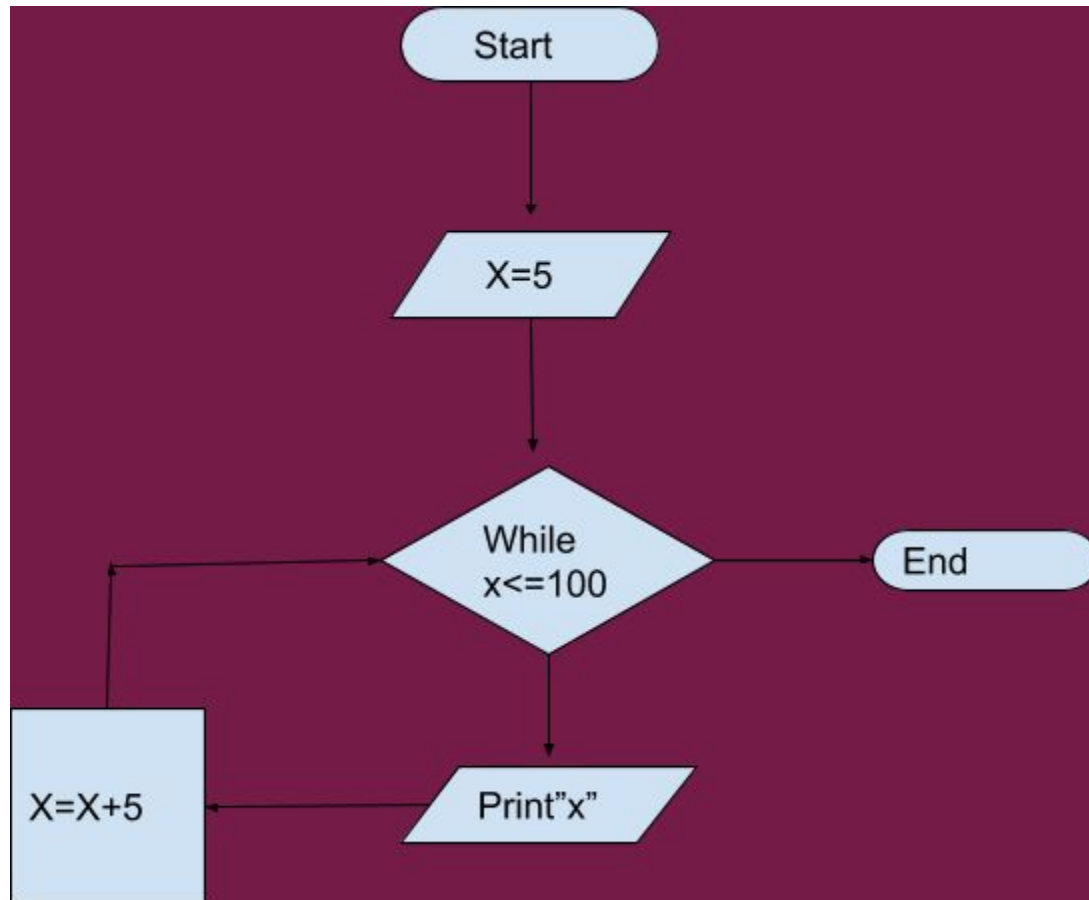 Start
X=5
While
x<=100
End
Print”x”
X=X+5